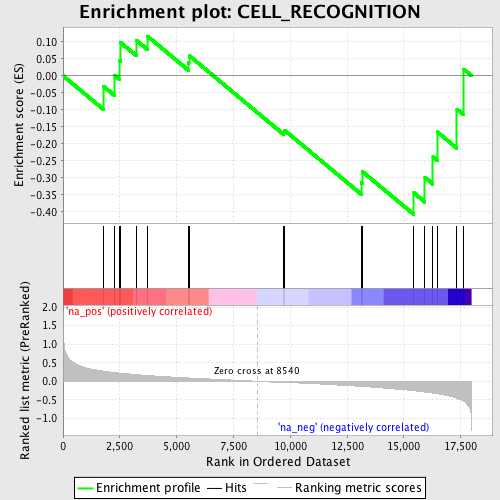 Enrichment plot: CELL_RECOGNITION
Enrichment score (ES)
0.10
0.05
0.00
-0.05
-0.10
-0.15
-0.20
-0.25
-0.30
-0.35
-0.40
'na_pos' (positively correlated)
Ranked list metric (PreRanked)
2.0
1.5
1.0
0.5
0.0
-0.5
-1.0
Zero cross at 8540
'na_neg' (negatively correlated)
0 2,500 5,000 7,500 10,000 12,500 15,000 17,500
Rank in Ordered Dataset
Enrichment profile Hits Ranking metric scores